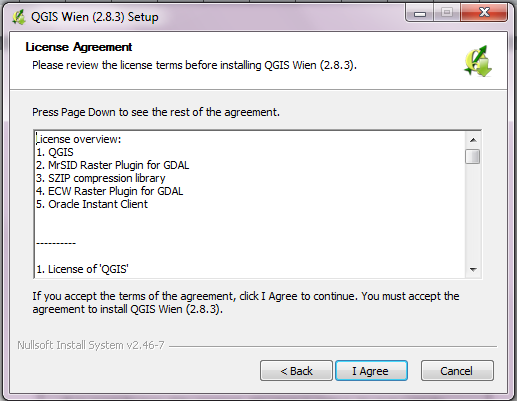 QGIS Wien (2.8.3) Setup
License Agreement
Please review the license terms before installing QGIS Wien (2.8.3).
Press Page Down to see the rest of the agreement.
License overview:
1. QGIS
2. MrSID Raster Plugin for GDAL
3. SZIP compression library
4. ECW Raster Plugin for GDAL
5. Oracle Instant Client
----------
1. License of 'QGIS'
If you accept the terms of the agreement, click I Agree to continue. You must accept the
agreement to install QGIS Wien (2.8.3).
Nullsoft Install System v2.46-7
< Back
I Agree
Cancel